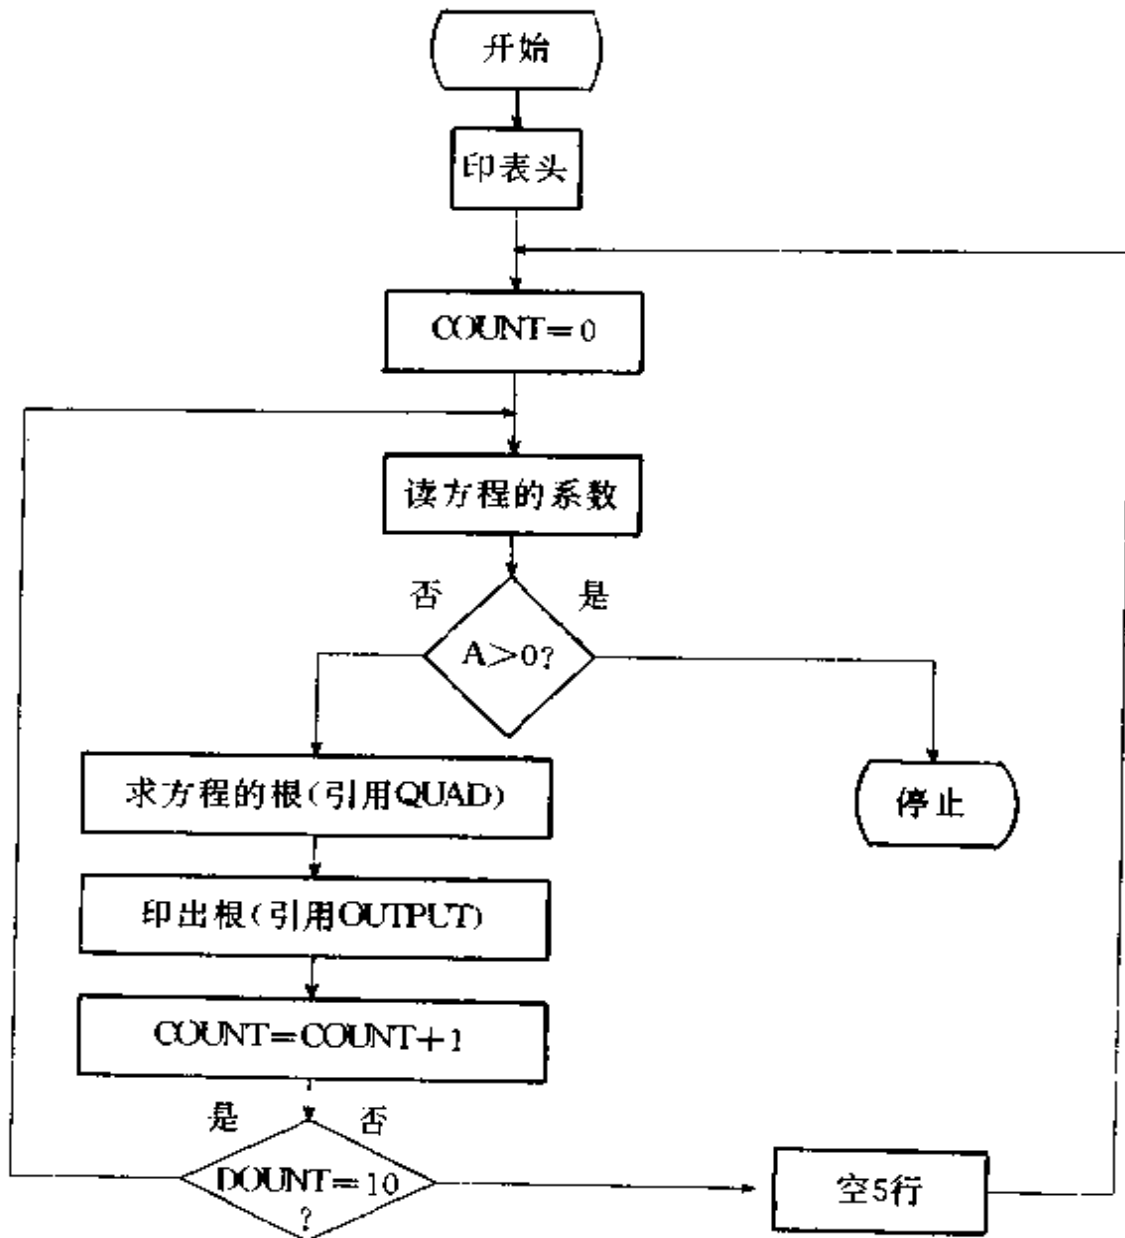 开始
印表头
COUNT=0
读方程的系数
否
是
A>0?
求方程的根(引用QUAD)
停止
印出根(引用OUTPUT)
COUNT=COUNT+1
是
否
DOUNT=10
?
空5行